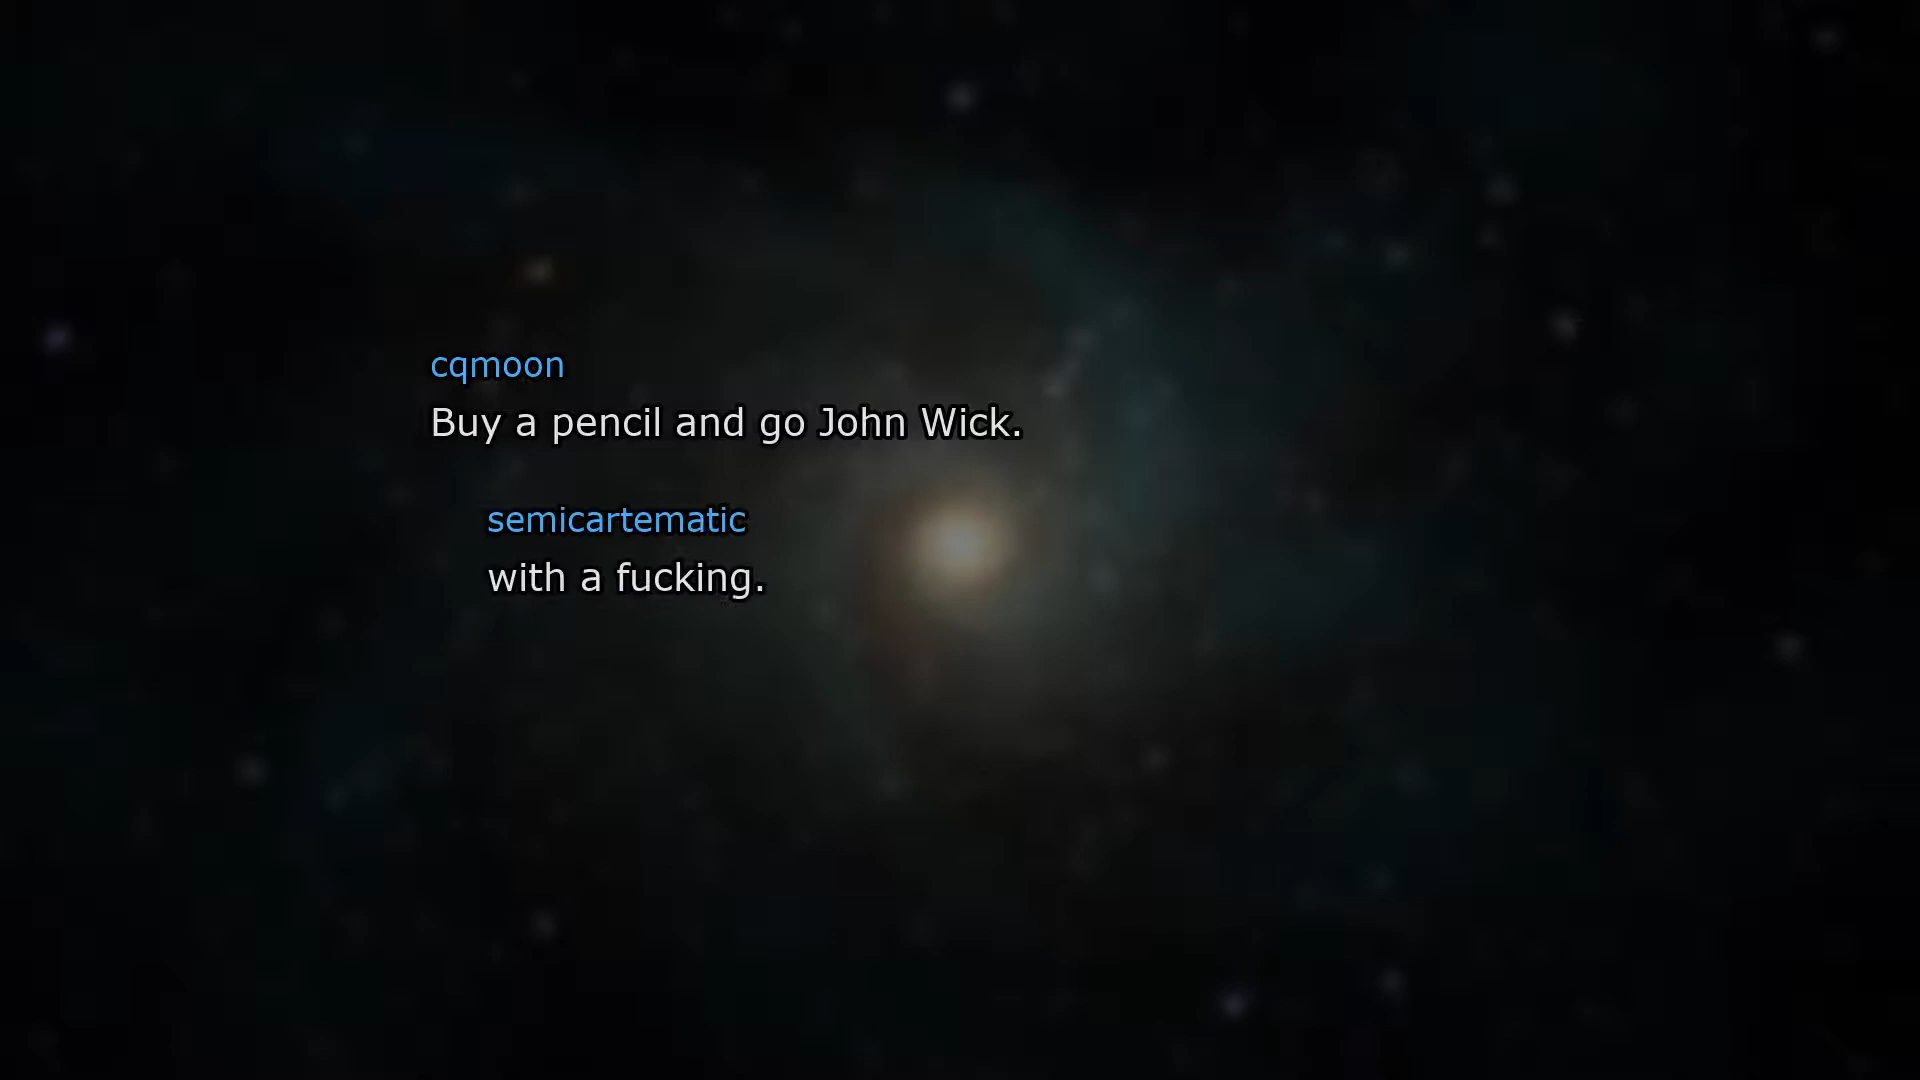 cqmoon
Buy a pencil and go John Wick.
semicartematic
with a fucking.